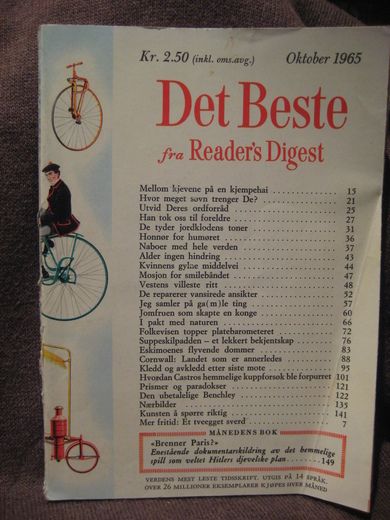 Kr. 2.50 (inkl. oms.avg.) Oktober 1965
Det Beste
fra Reader's Digest
Mellom kjevene på en kjempehai 15
Hvor meget søvn trenger De? 21
Utvid Deres ordforråd 25
Han tok oss til foreldre 27
De tyder jordklodens toner 31
Honnør for humøret 36
Naboer med hele verden 37
Alder ingen hindring 43
Kvinnens gylne middelvei 44
Mosjon for smilebåndet 47
Vestens villeste ritt 48
De reparerer vansirede ansikter 52
Jeg samler på ga(m)le ting 57
Jomfruen som skapte en konge 60
I pakt med naturen 66
Folkevisen topper platebarometeret 72
Suppeskilpadden – et lekkert bekjentskap 76
Eskimoenes flyvende dommer 83
Cornwall: Landet som er annerledes 88
Kledd og avkledd etter siste mote 95
Hvordan Castros hemmelige kuppforsøk ble forpurret 101
Prismer og paradokser 121
Den ubetalelige Benchley 122
Nærbilder 135
Kunsten å spørre riktig 141
Mer fritid: Et tveegget sverd 7
MÅNEDENS BOK
«Brenner Paris?»
Enestående dokumentarskildring av det hemmelige
spill som veltet Hitlers djevelske plan 149
VERDENS MEST LESTE TIDSSKRIFT. UTGIS PÅ 14 SPRÅK.
OVER 26 MILLIONER EKSEMPLARER KJØPES HVER MÅNED